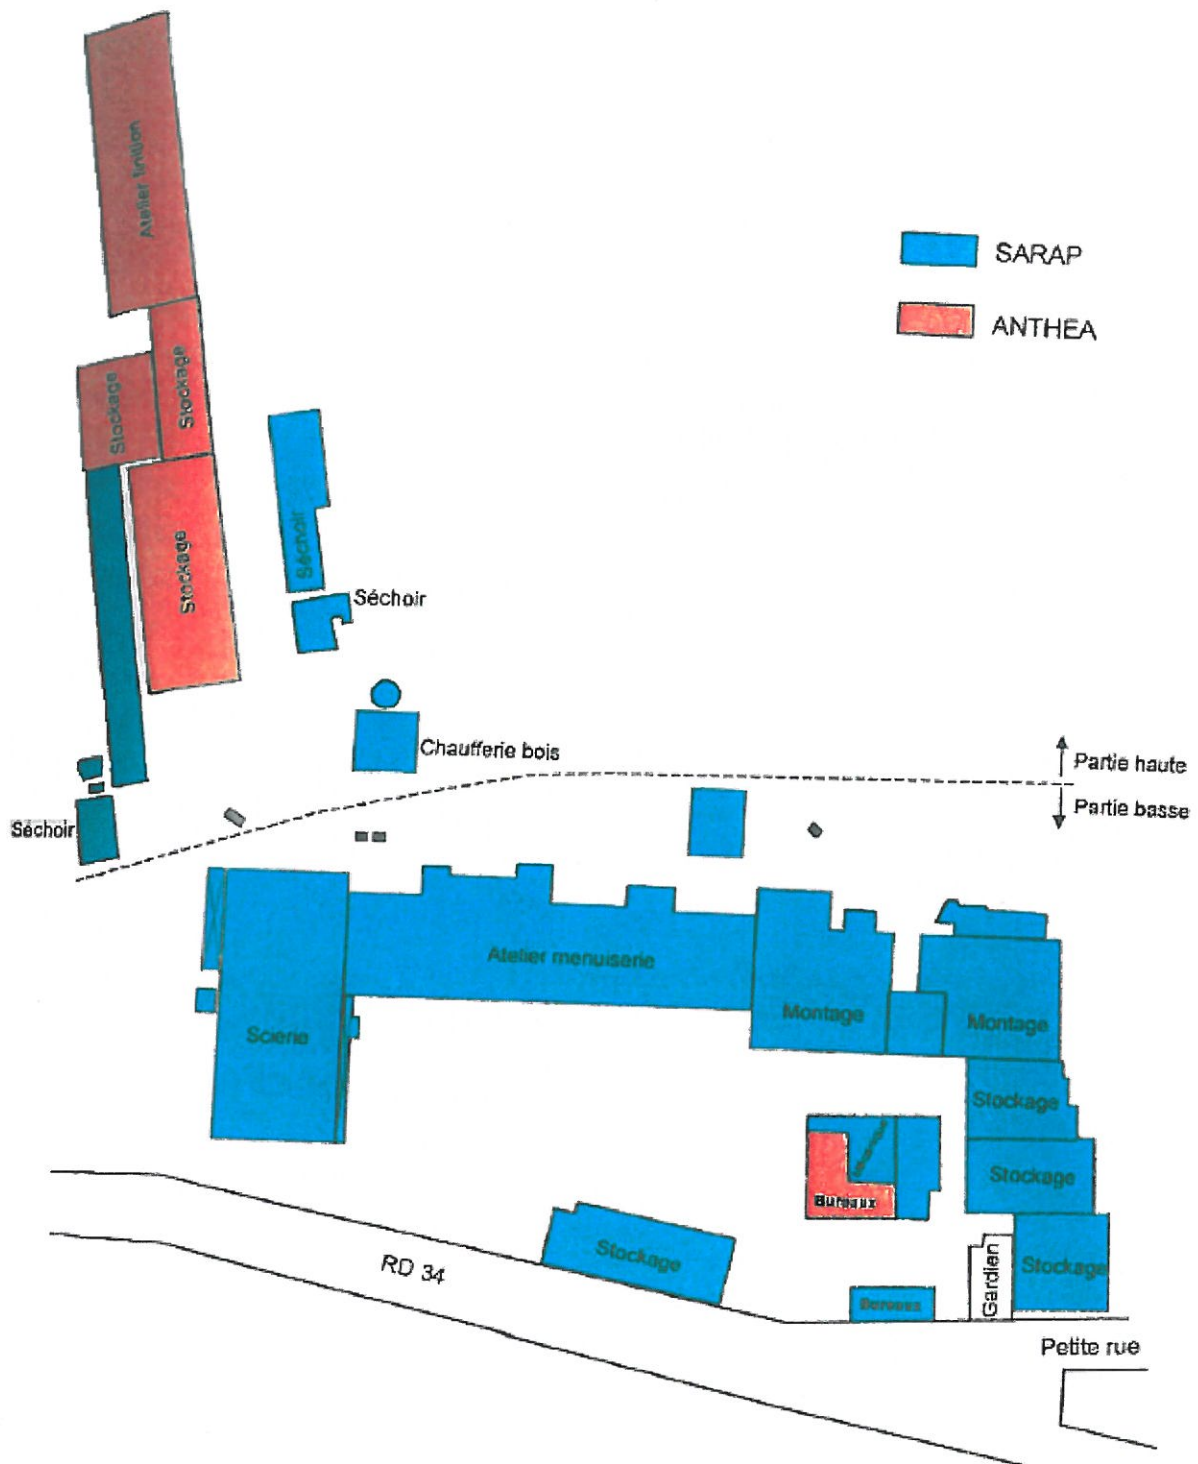 Atelier finition
SARAP
ANTHEA
Stockage
Stockage
Stockage
Séchoir
Séchoir
Chaufferie bois
Partie haute
Partie basse
Séchoir
Atelier menuiserie
Scierie
Montage
Montage
Stockage
Stockage
Bureaux
Stockage
RD 34
Bureaux
Gardien
Stockage
Petite rue